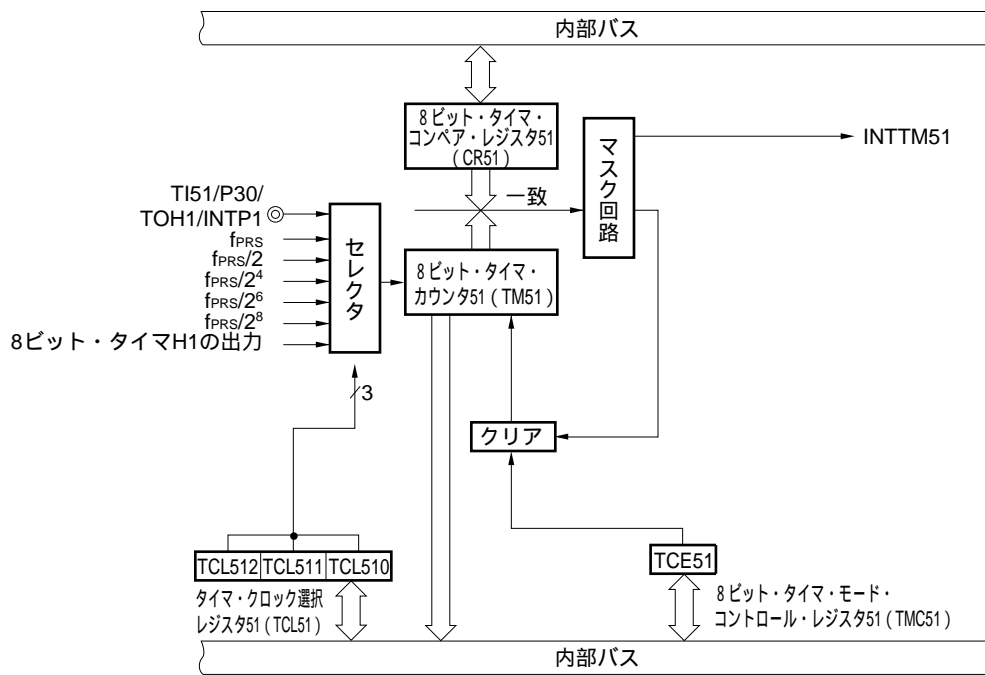 内部バス
8ビット・タイマ・
コンペア・レジスタ51
(CR51)
マスク回路
INTTM51
一致
TI51/P30/
TOH1/INTP1
fPRS
fPRS/2
fPRS/2⁴
fPRS/2⁶
fPRS/2⁸
8ビット・タイマH1の出力
セレクタ
8ビット・タイマ・
カウンタ51(TM51)
3
クリア
TCL512 TCL511 TCL510
タイマ・クロック選択
レジスタ51(TCL51)
TCE51
8ビット・タイマ・モード・
コントロール・レジスタ51(TMC51)
内部バス